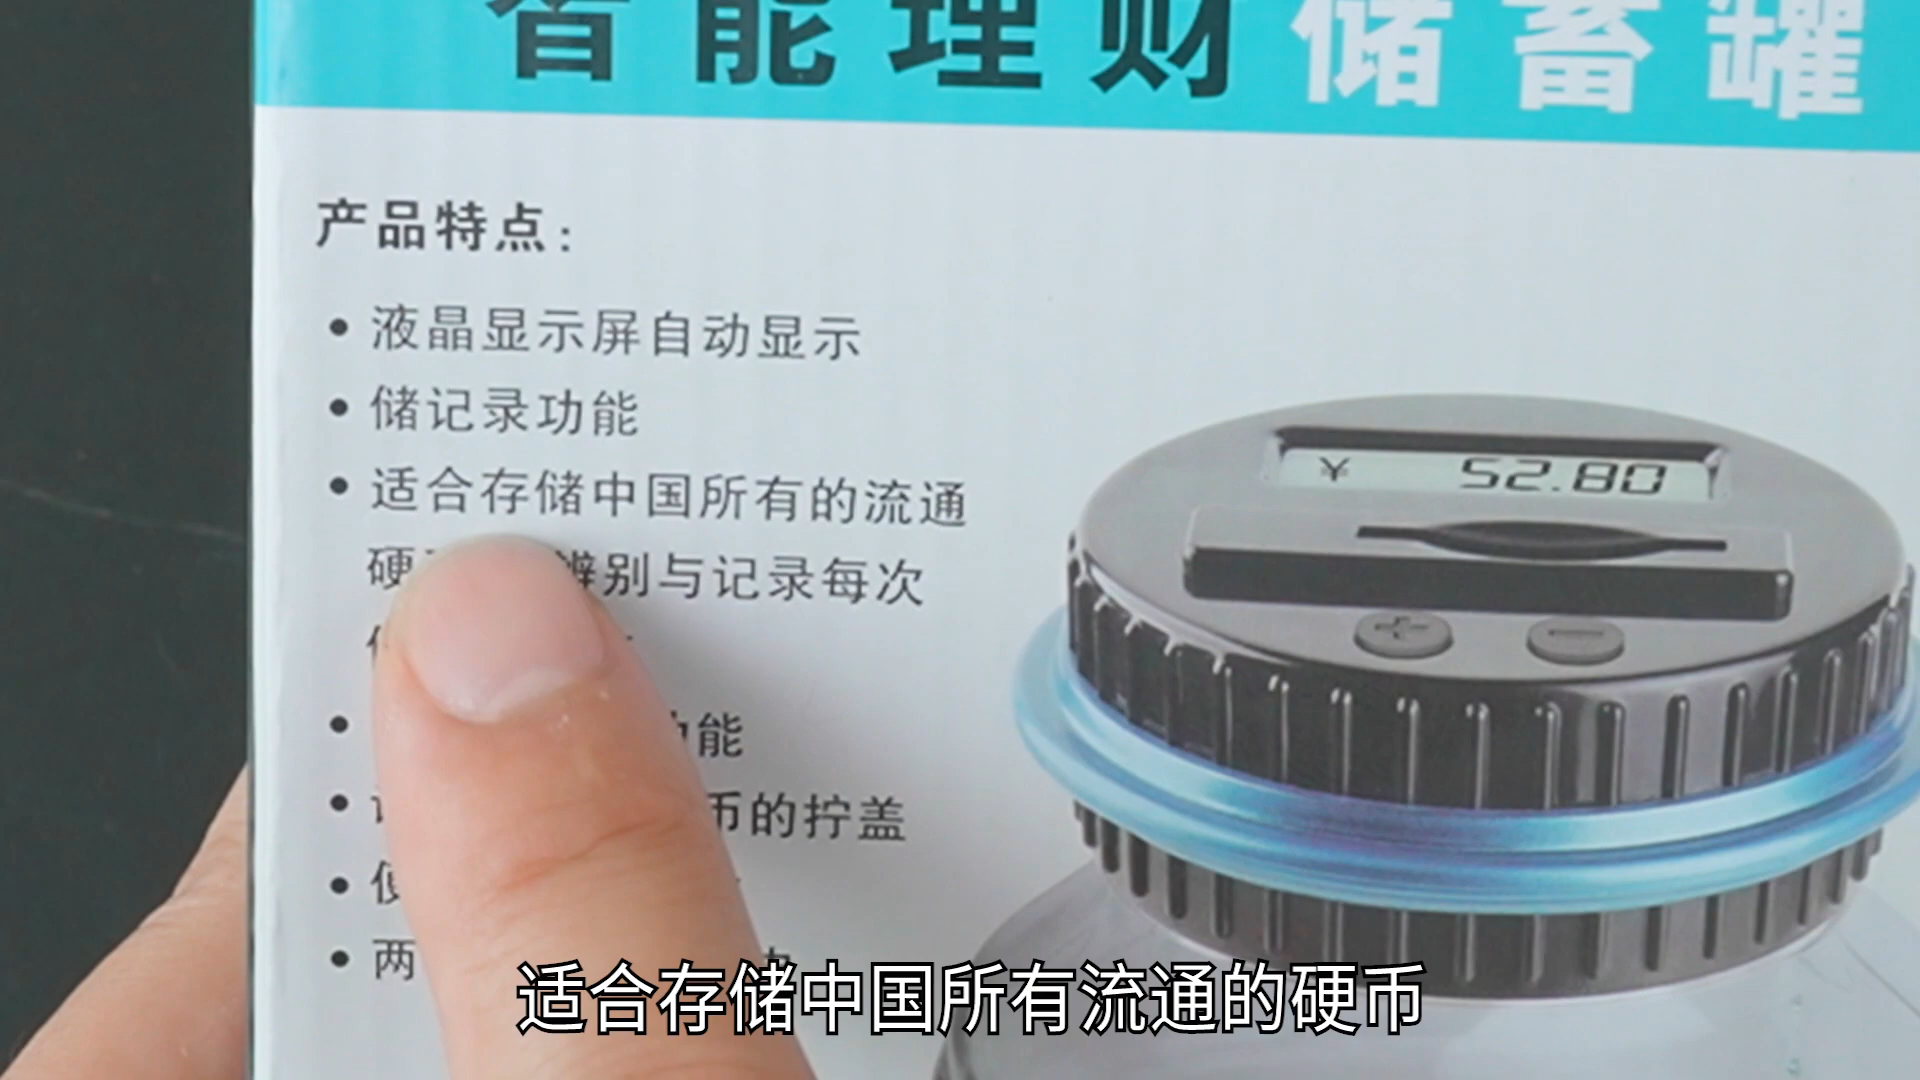 智能理财储蓄罐
产品特点：
液晶显示屏自动显示
储记录功能
适合存储中国所有的流通
硬 辨别与记录每次
功能
币的拧盖
两
¥ 52.80
适合存储中国所有流通的硬币